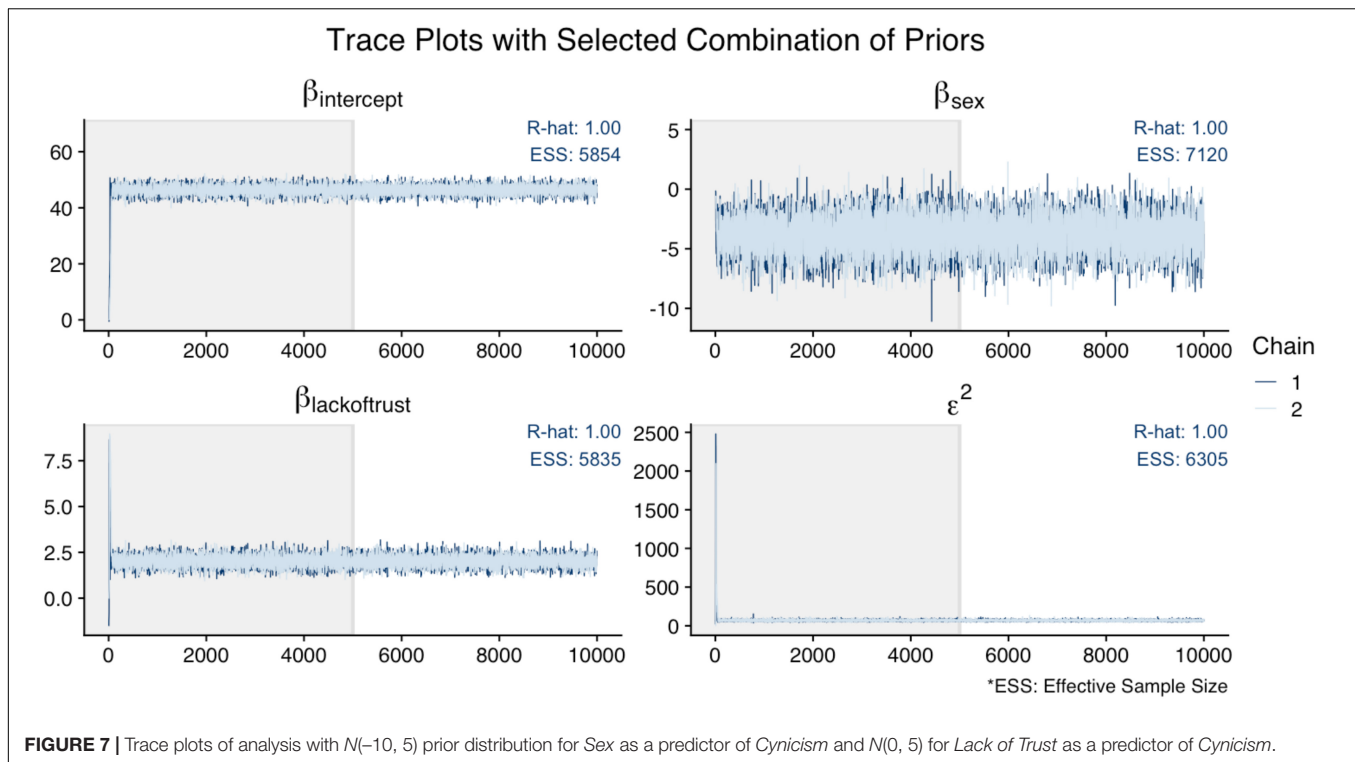 Trace Plots with Selected Combination of Priors
βintercept
R-hat: 1.00
ESS: 5854
60
40
20
0
0 2000 4000 6000 8000 10000
βsex
R-hat: 1.00
ESS: 7120
5
0
-5
-10
0 2000 4000 6000 8000 10000
βlackoftrust
R-hat: 1.00
ESS: 5835
7.5
5.0
2.5
0.0
0 2000 4000 6000 8000 10000
ε²
R-hat: 1.00
ESS: 6305
2500
2000
1500
1000
500
0
0 2000 4000 6000 8000 10000
Chain
1
2
*ESS: Effective Sample Size
FIGURE 7 | Trace plots of analysis with N(–10, 5) prior distribution for Sex as a predictor of Cynicism and N(0, 5) for Lack of Trust as a predictor of Cynicism.